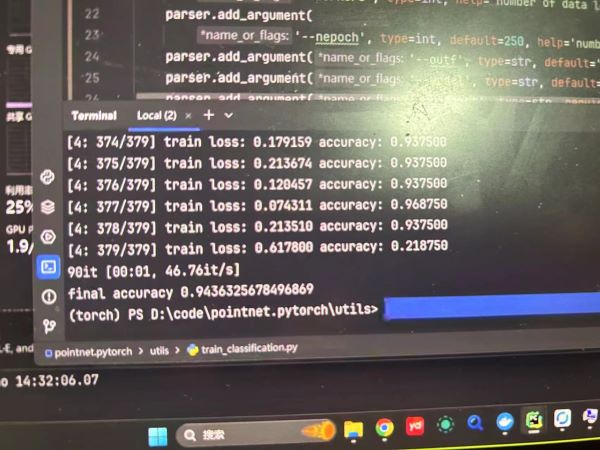 22 parser.add_argument(
23 *name_or_flags: '--nepoch', type=int, default=250, help='numb
24 parser.add_argument( *name_or_flags: '--outf', type=str, default='
25 parser.add_argument( *name_or_flags: type=str, default=
26 parser.add_argument(
专用 G
共享 G
利用率
25%
GPU
1.9/
Terminal Local (2) × +
[4: 374/379] train loss: 0.179159 accuracy: 0.937500
[4: 375/379] train loss: 0.213674 accuracy: 0.937500
[4: 376/379] train loss: 0.120457 accuracy: 0.937500
[4: 377/379] train loss: 0.074311 accuracy: 0.968750
[4: 378/379] train loss: 0.213510 accuracy: 0.937500
[4: 379/379] train loss: 0.617800 accuracy: 0.218750
90it [00:01, 46.76it/s]
final accuracy 0.9436325678496869
(torch) PS D:\code\pointnet.pytorch\utils>
pointnet.pytorch > utils > train_classification.py
-E, and
14:32:06.07
搜索
yd
PC